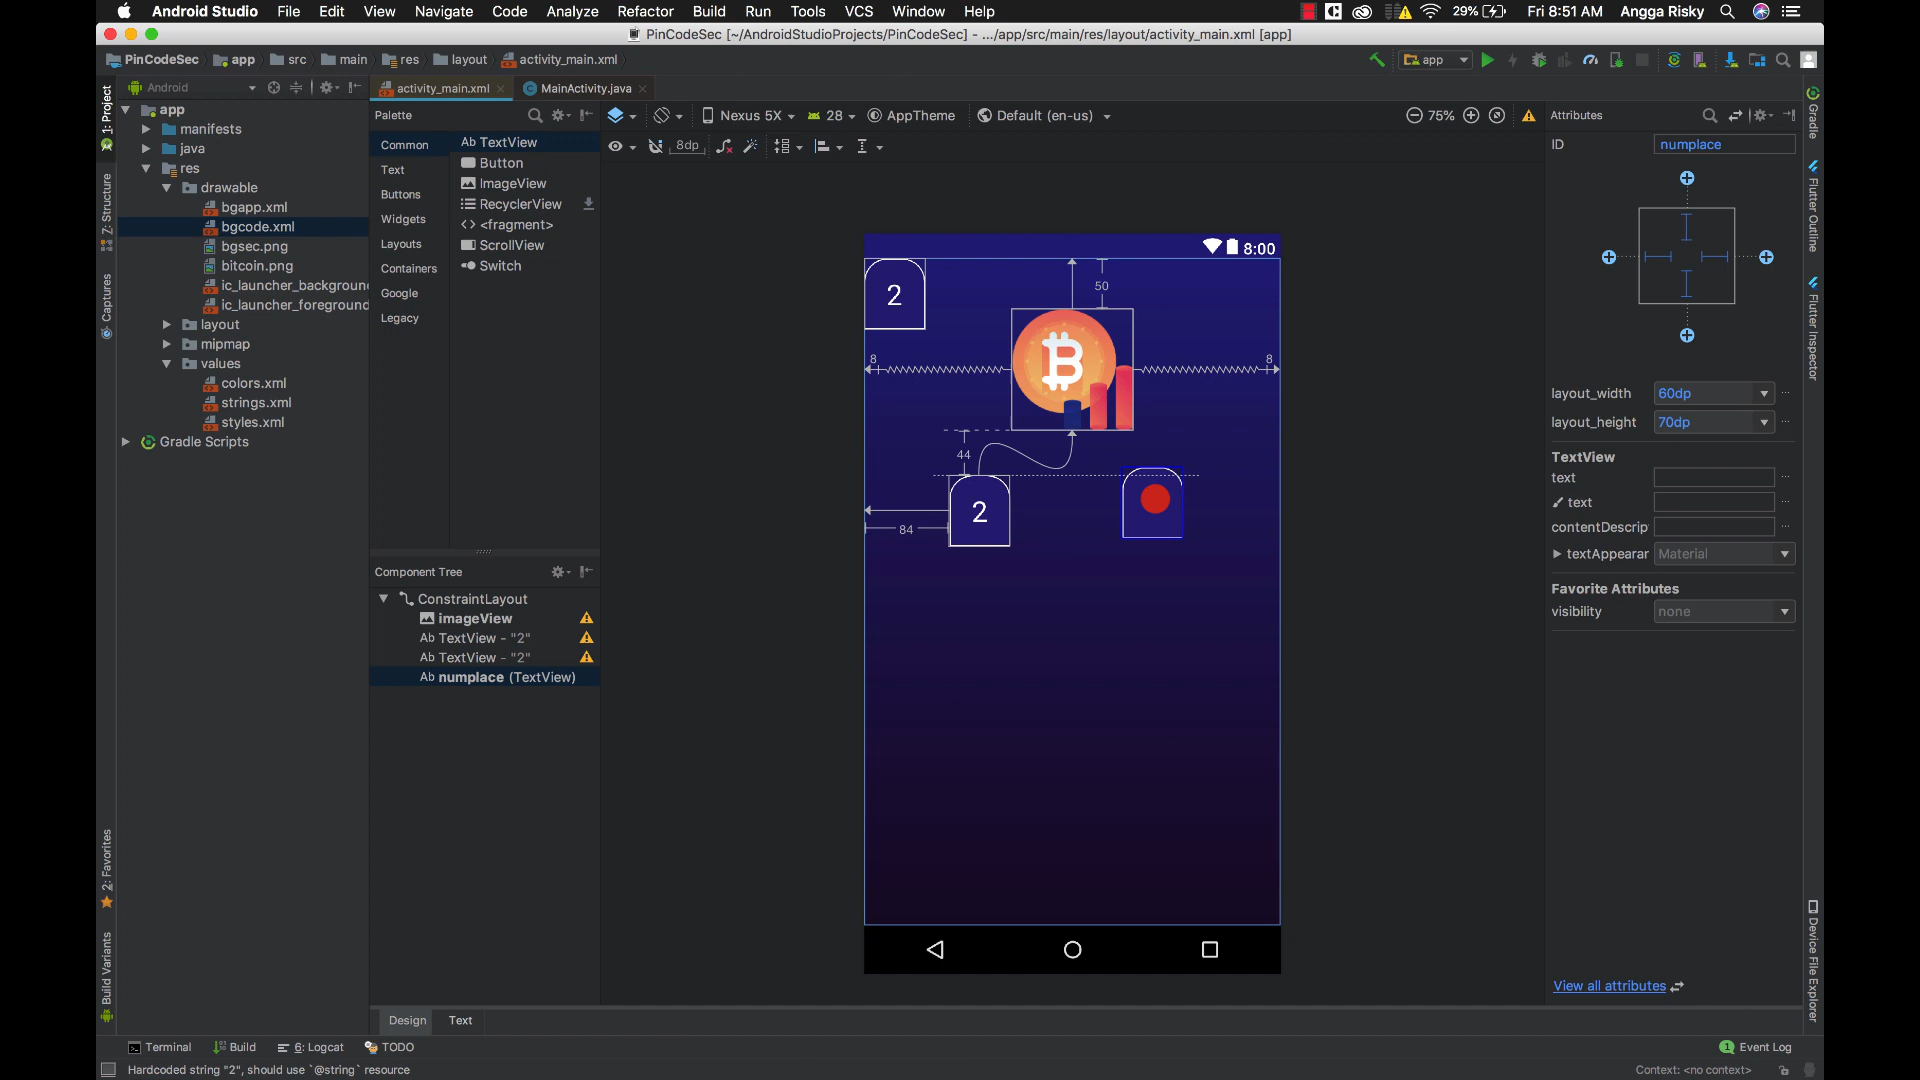 Android Studio File Edit View Navigate Code Analyze Refactor Build Run Tools VCS Window Help 29% Fri 8:51 AM Angga Risky
PinCodeSec [~/AndroidStudioProjects/PinCodeSec] - .../app/src/main/res/layout/activity_main.xml [app]
PinCodeSec app src main res layout activity_main.xml app
Android activity_main.xml MainActivity.java
1: Project
Z: Structure
Captures
2: Favorites
Build Variants
app
manifests
java
res
drawable
bgapp.xml
bgcode.xml
bgsec.png
bitcoin.png
ic_launcher_background
ic_launcher_foreground
layout
mipmap
values
colors.xml
strings.xml
styles.xml
Gradle Scripts
Palette
Common
Text
Buttons
Widgets
Layouts
Containers
Google
Legacy
Ab TextView
Button
ImageView
RecyclerView
<> <fragment>
ScrollView
Switch
Component Tree
ConstraintLayout
imageView
Ab TextView - "2"
Ab TextView - "2"
Ab numplace (TextView)
Nexus 5X 28 AppTheme Default (en-us) 75%
8dp
8:00
2
50
8
8
44
2
84
Attributes
ID numplace
layout_width 60dp
layout_height 70dp
TextView
text
text
contentDescrip
textAppearar Material
Favorite Attributes
visibility none
View all attributes
Gradle
Flutter Outline
Flutter Inspector
Device File Explorer
Design Text
Terminal Build 6: Logcat TODO 1 Event Log
Hardcoded string "2", should use `@string` resource Context: <no context>